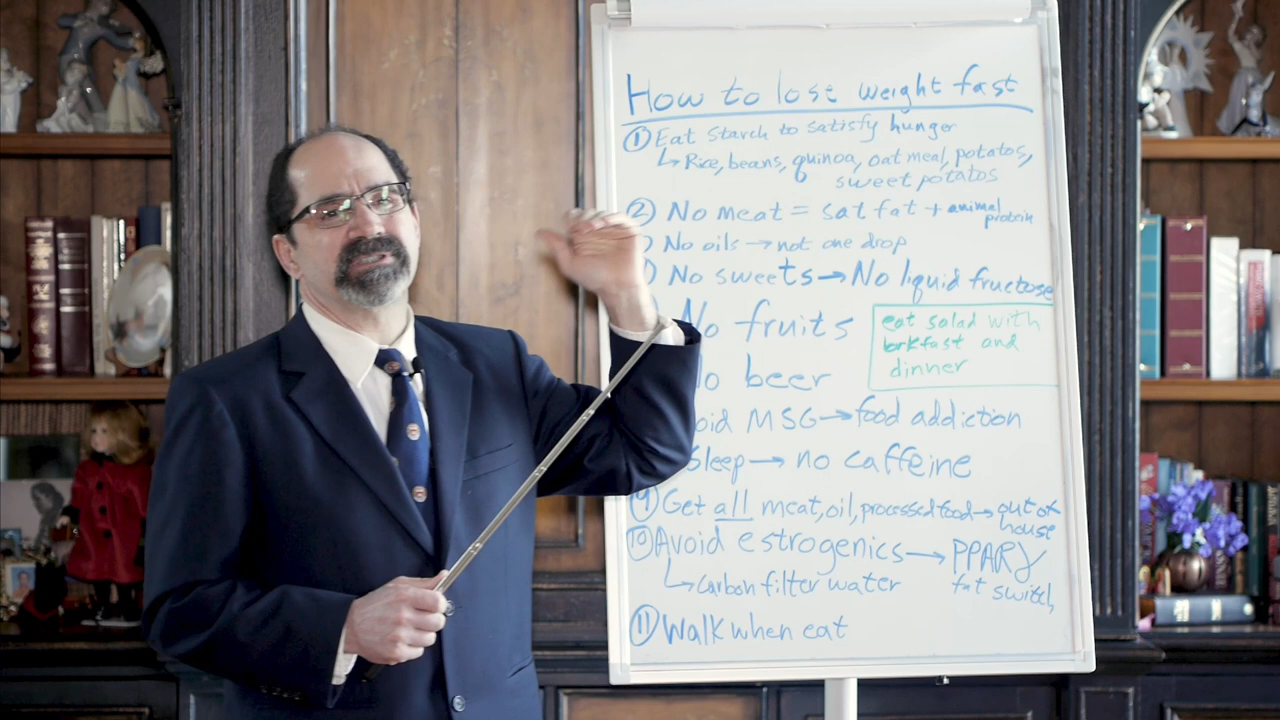 How to lose weight fast
① Eat starch to satisfy hunger
↳ Rice, beans, quinoa, oatmeal, potatos,
sweet potatos
② No meat = sat fat + animal
protein
No oils → not one drop
No sweets → No liquid fructose
No fruits
eat salad with
brkfast and
dinner
No beer
oid MSG → food addiction
Sleep → no caffeine
⑨ Get all meat, oil, processed food → out of
house
⑩ Avoid estrogenics → PPARγ
↳ Carbon filter water
fat switch,
⑪ Walk when eat